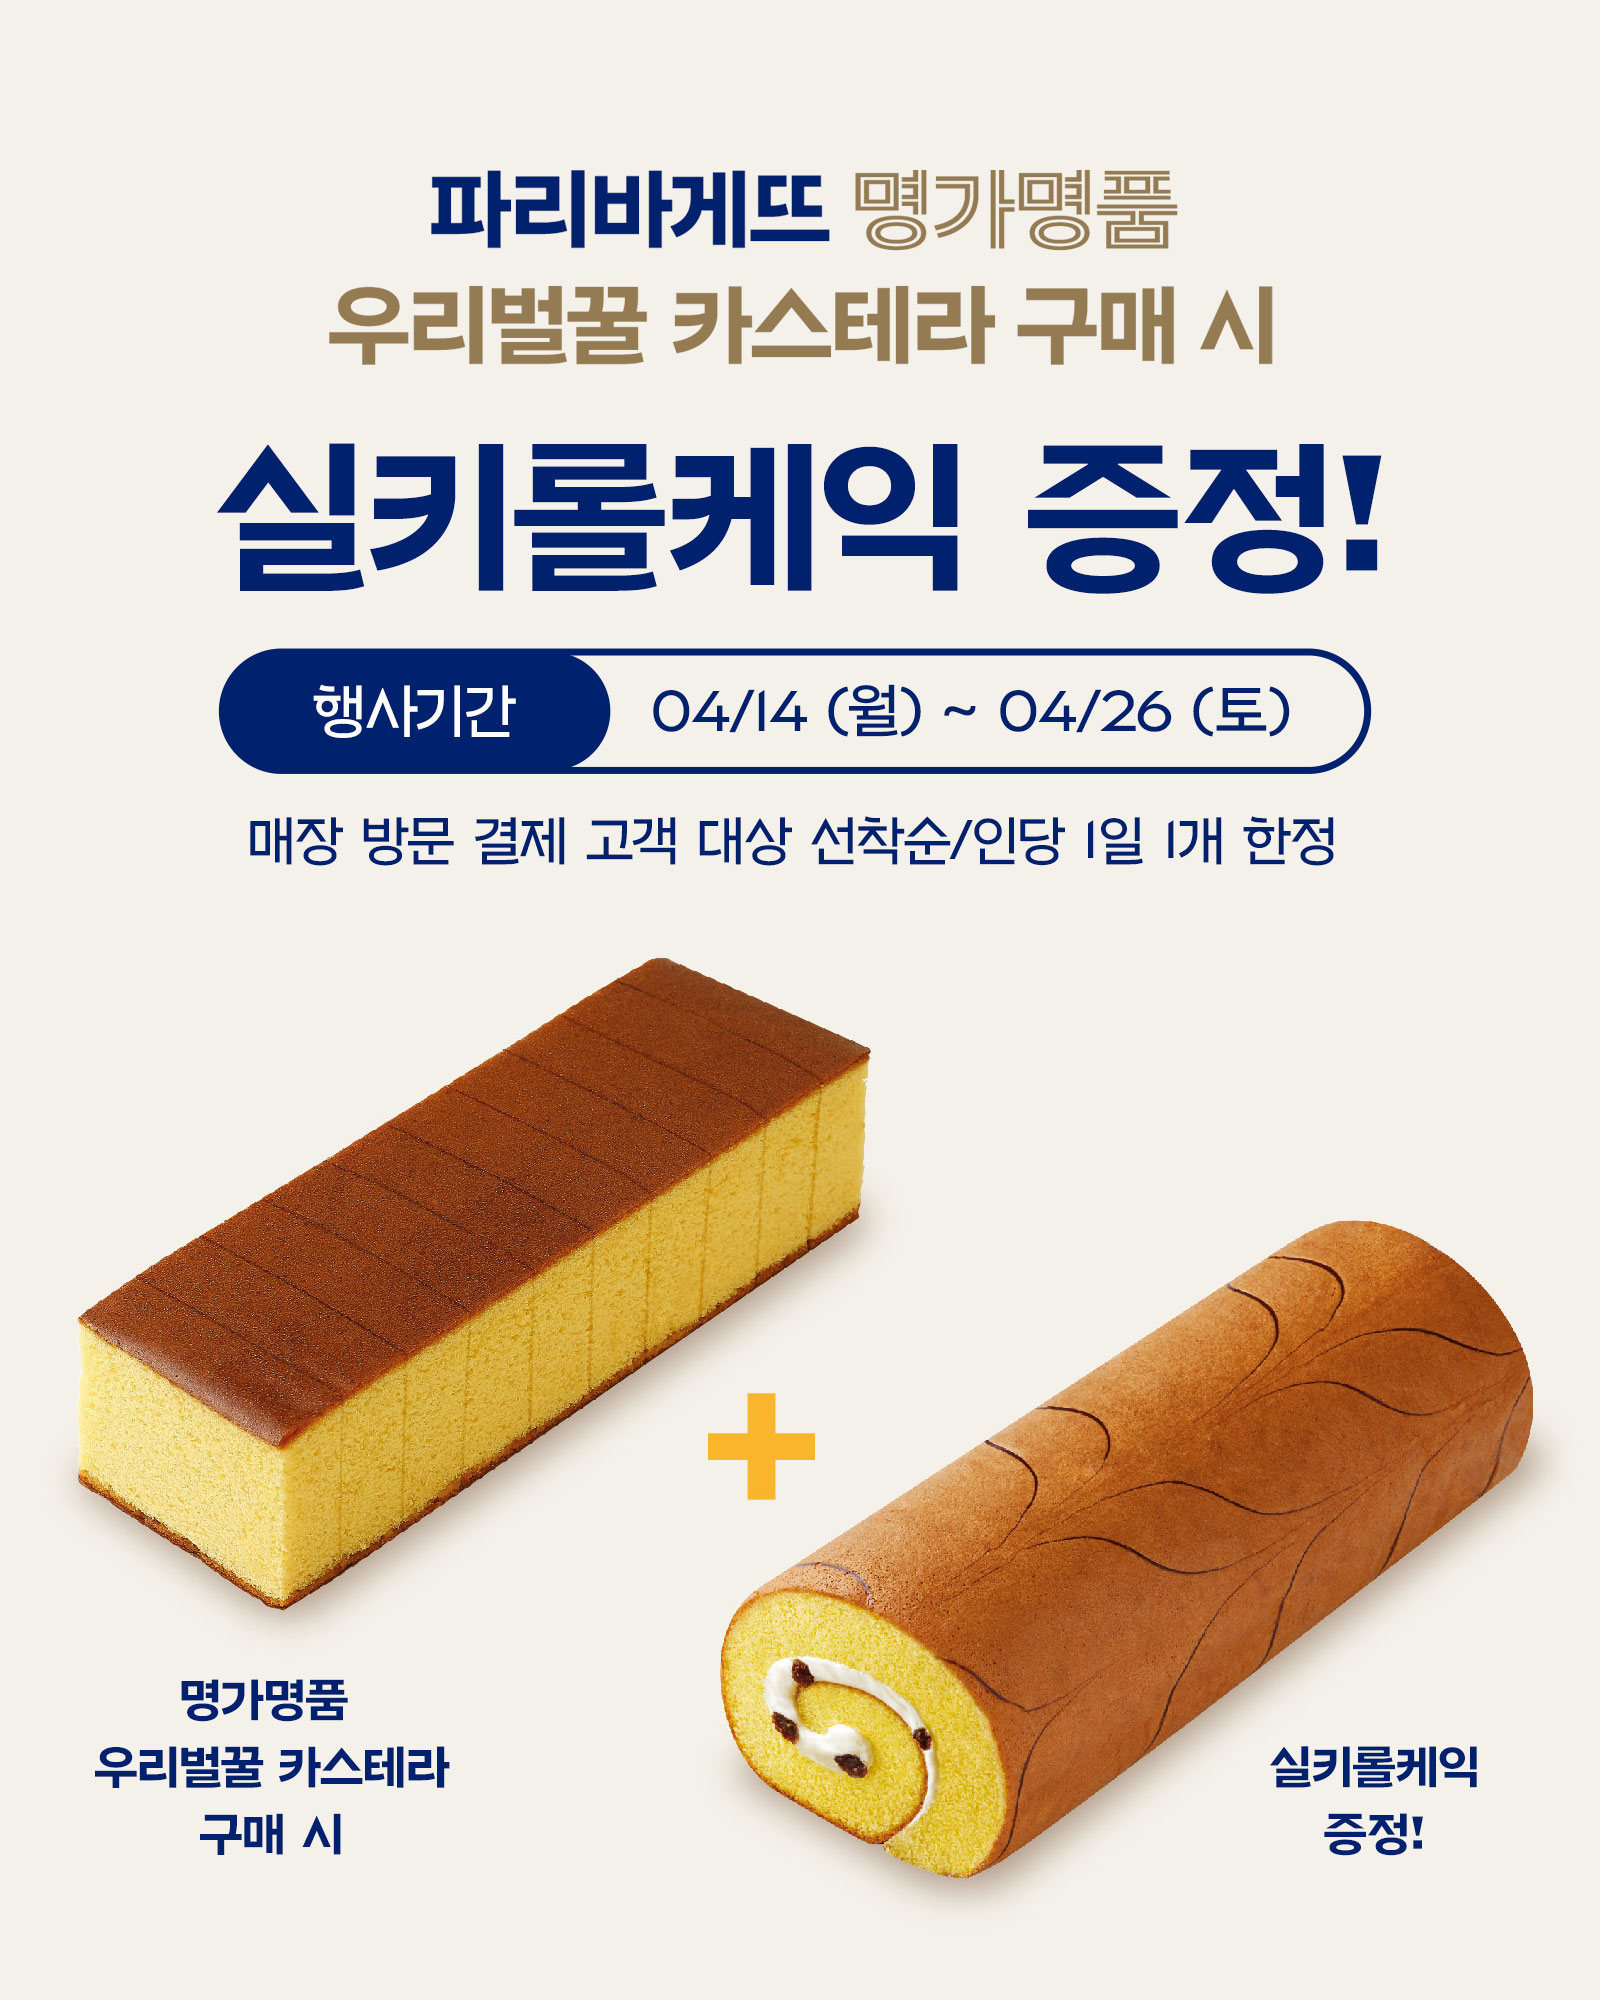 파리바게뜨 명가명품
우리벌꿀 카스테라 구매 시
실키롤케익 증정!
행사기간 04/14 (월) ~ 04/26 (토)
매장 방문 결제 고객 대상 선착순/인당 1일 1개 한정
+
명가명품
우리벌꿀 카스테라
구매 시
실키롤케익
증정!